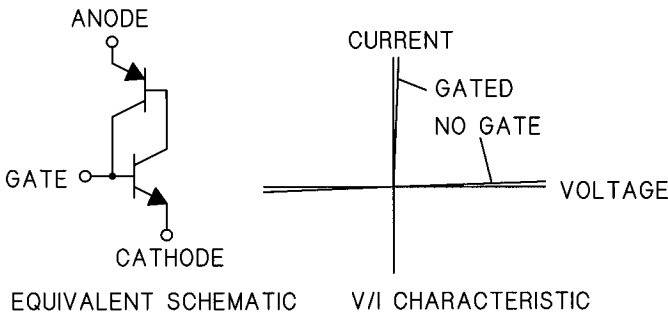 ANODE
GATE
CATHODE
EQUIVALENT SCHEMATIC
CURRENT
GATED
NO GATE
VOLTAGE
V/I CHARACTERISTIC